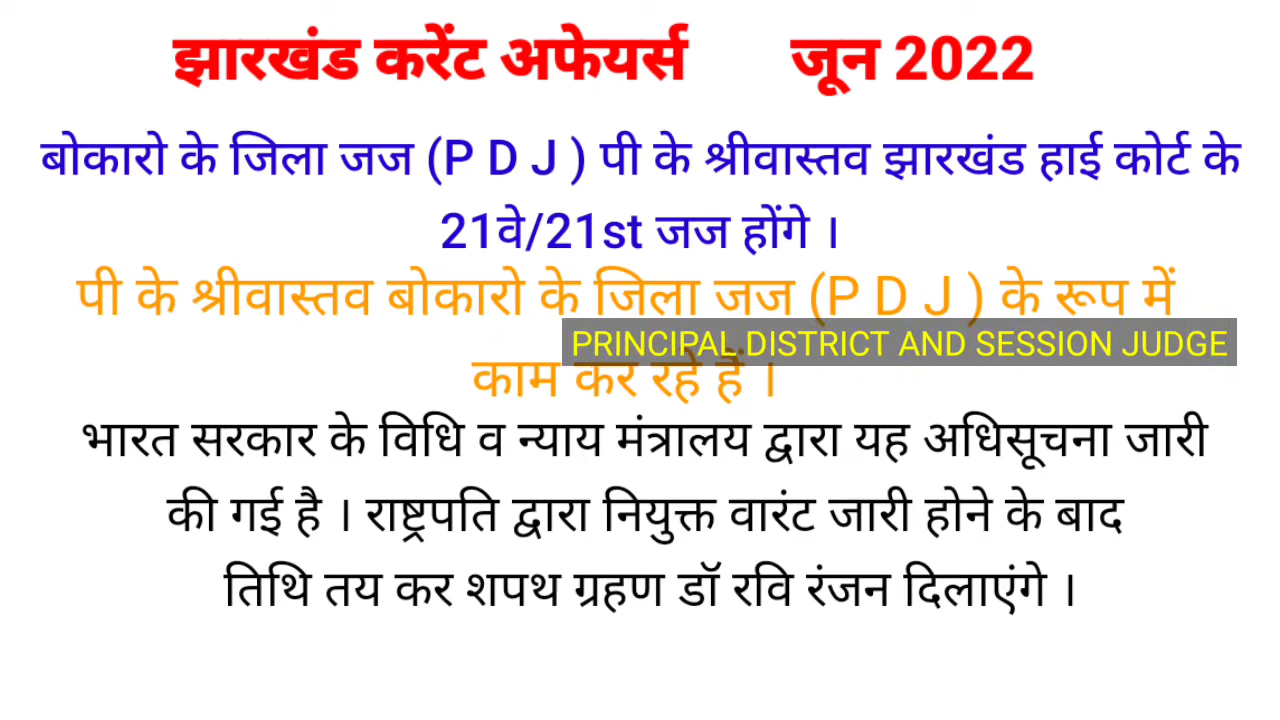 झारखंड करेंट अफेयर्स जून 2022
बोकारो के जिला जज (P D J ) पी के श्रीवास्तव झारखंड हाई कोर्ट के
21वे/21st जज होंगे ।
पी के श्रीवास्तव बोकारो के जिला जज (P D J ) के रूप में
PRINCIPAL DISTRICT AND SESSION JUDGE
काम कर रहे हैं ।
भारत सरकार के विधि व न्याय मंत्रालय द्वारा यह अधिसूचना जारी
की गई है । राष्ट्रपति द्वारा नियुक्त वारंट जारी होने के बाद
तिथि तय कर शपथ ग्रहण डॉ रवि रंजन दिलाएंगे ।